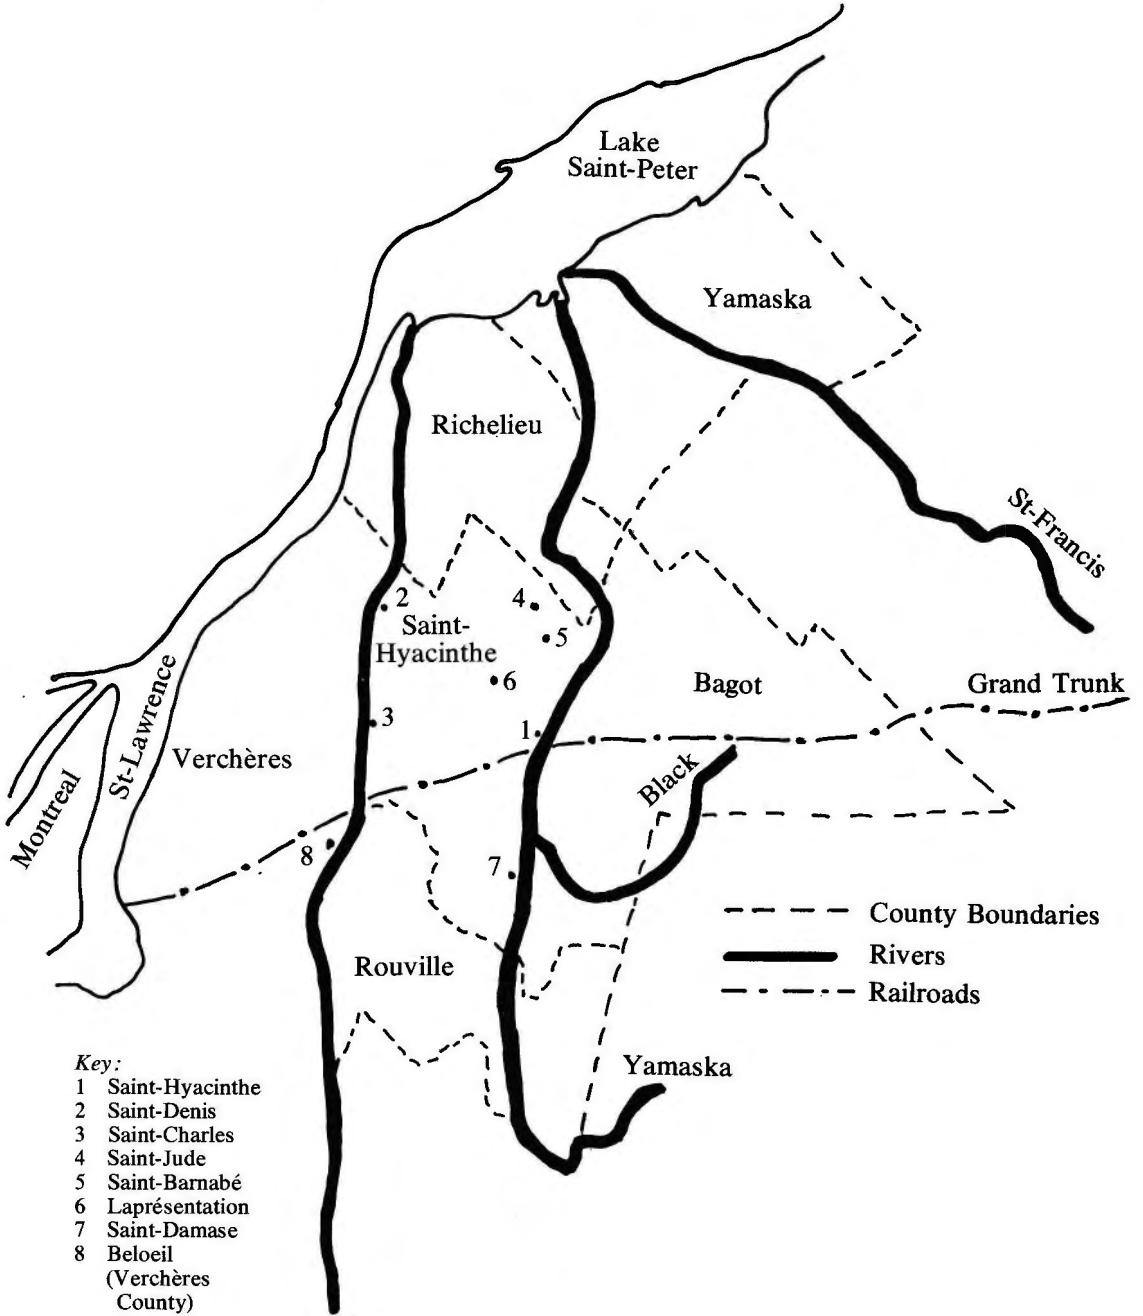 Lake
Saint-Peter
Yamaska
Richelieu
St-Francis
2
4
Saint-
Hyacinthe
5
6
Bagot
Grand Trunk
3
1
St-Lawrence
Verchères
Black
Montreal
8
7
County Boundaries
Rouville
Rivers
Railroads
Yamaska
Key:
1 Saint-Hyacinthe
2 Saint-Denis
3 Saint-Charles
4 Saint-Jude
5 Saint-Barnabé
6 Laprésentation
7 Saint-Damase
8 Beloeil
(Verchères
County)